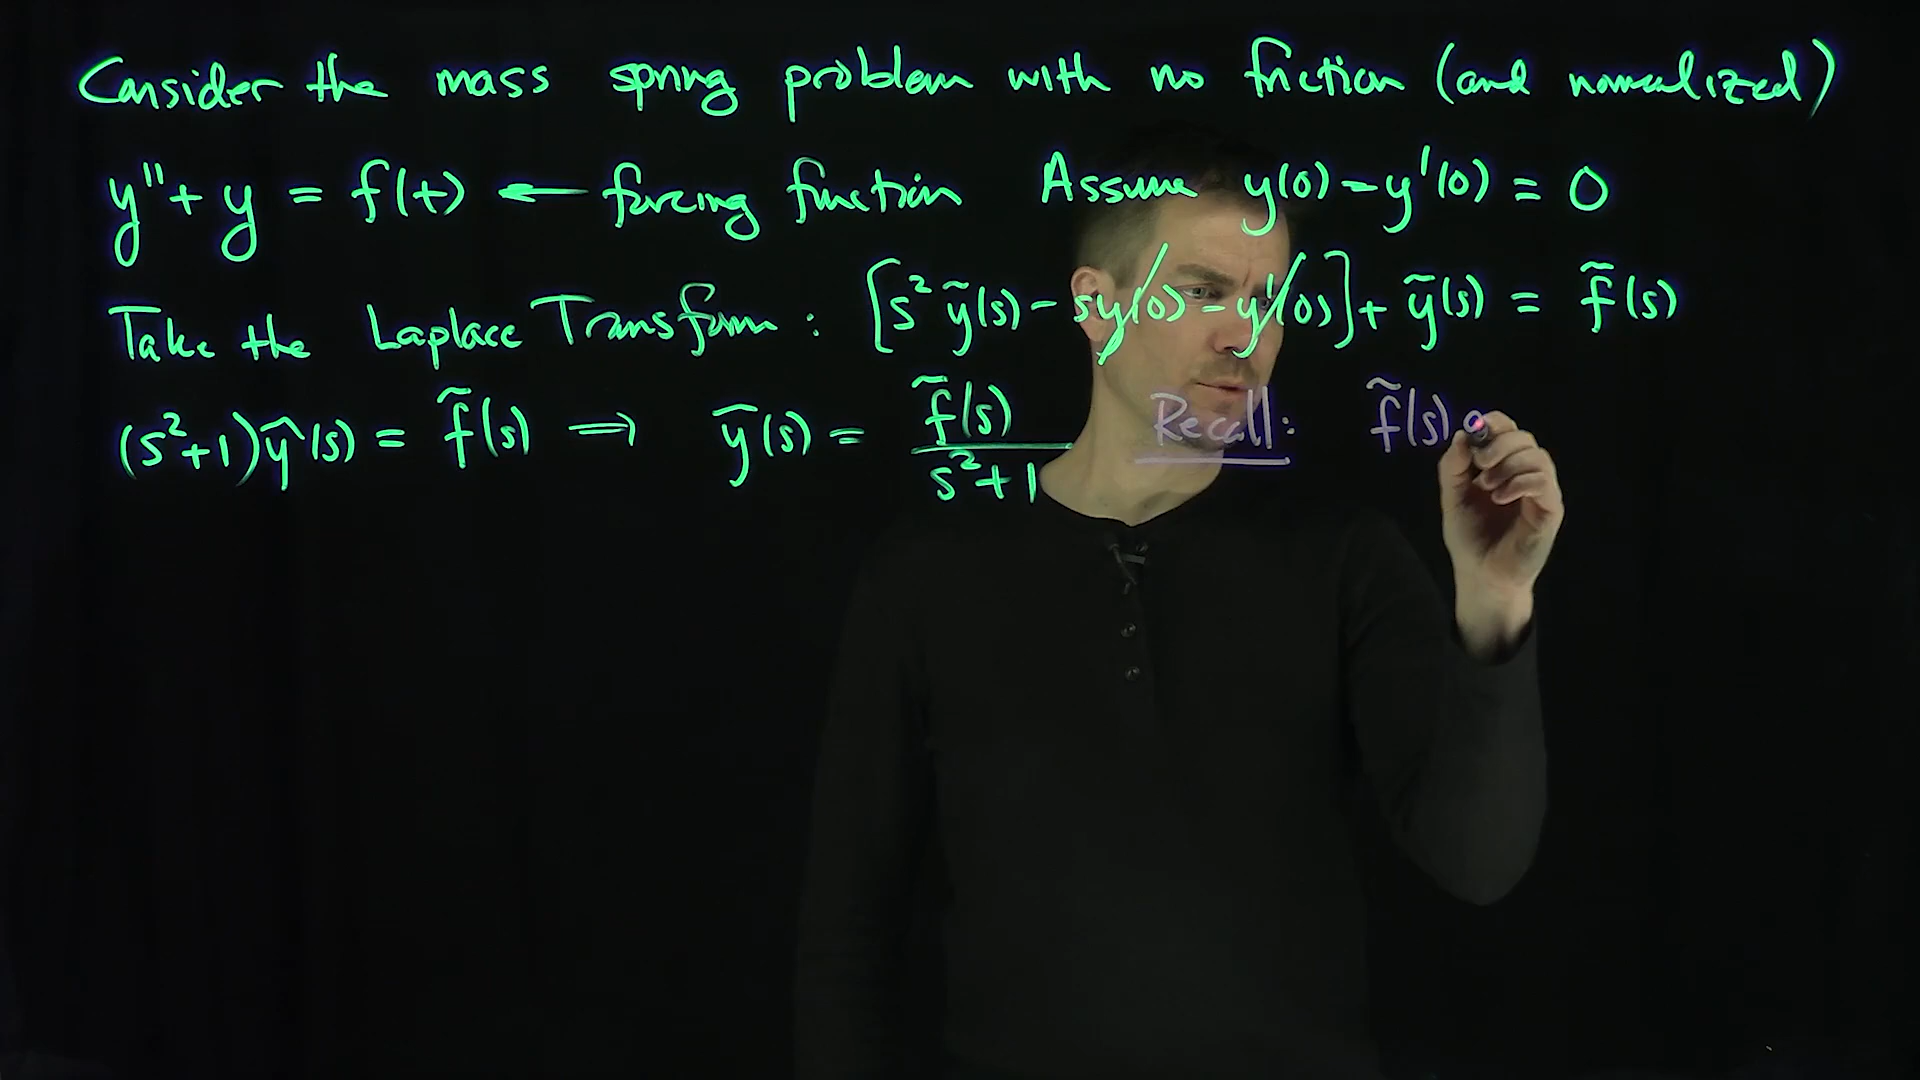 Consider the mass spring problem with no friction (and normalized)
y'' + y = f(t) ← forcing function Assume y(0) = y'(0) = 0
Take the Laplace Transform : [s² ỹ(s) - sy(0) - y'(0)] + ỹ(s) = f̃(s)
(s²+1)ỹ(s) = f̃(s) ⇒ ỹ(s) = f̃(s) / s²+1 Recall: f̃(s)